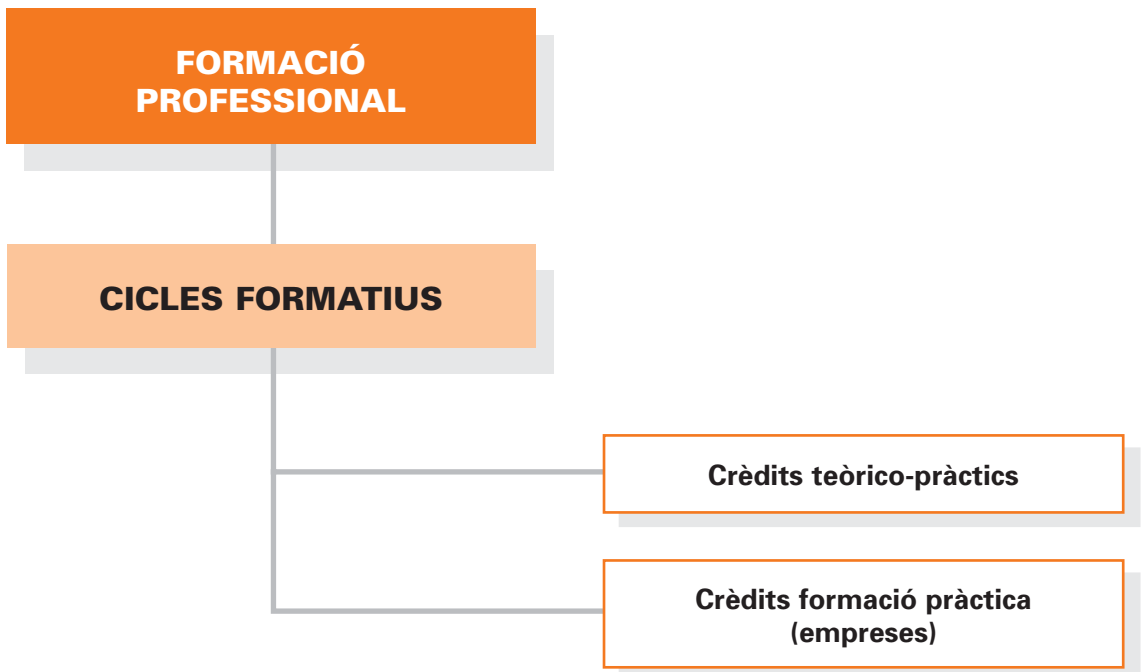 FORMACIÓ
PROFESSIONAL
CICLES FORMATIUS
Crèdits teòrico-pràctics
Crèdits formació pràctica
(empreses)